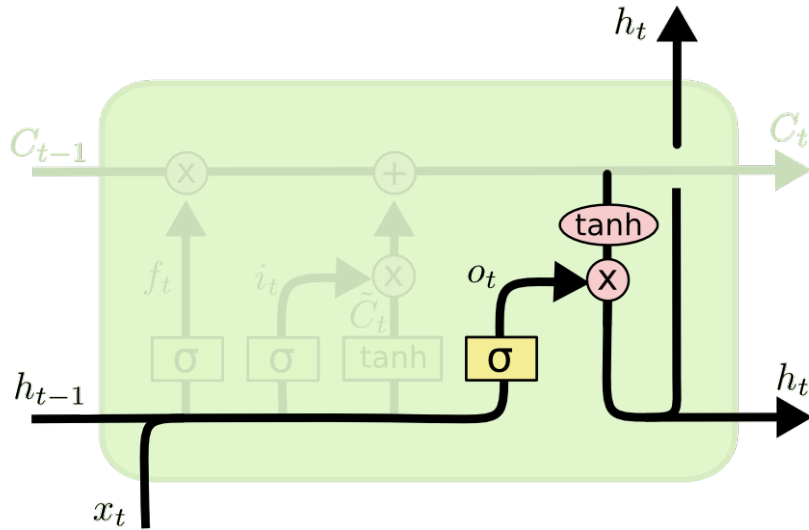 h_t
C_{t-1}
C_t
x
+
tanh
f_t
i_t
x
o_t
x
C̃_t
σ
σ
tanh
σ
h_{t-1}
h_t
x_t